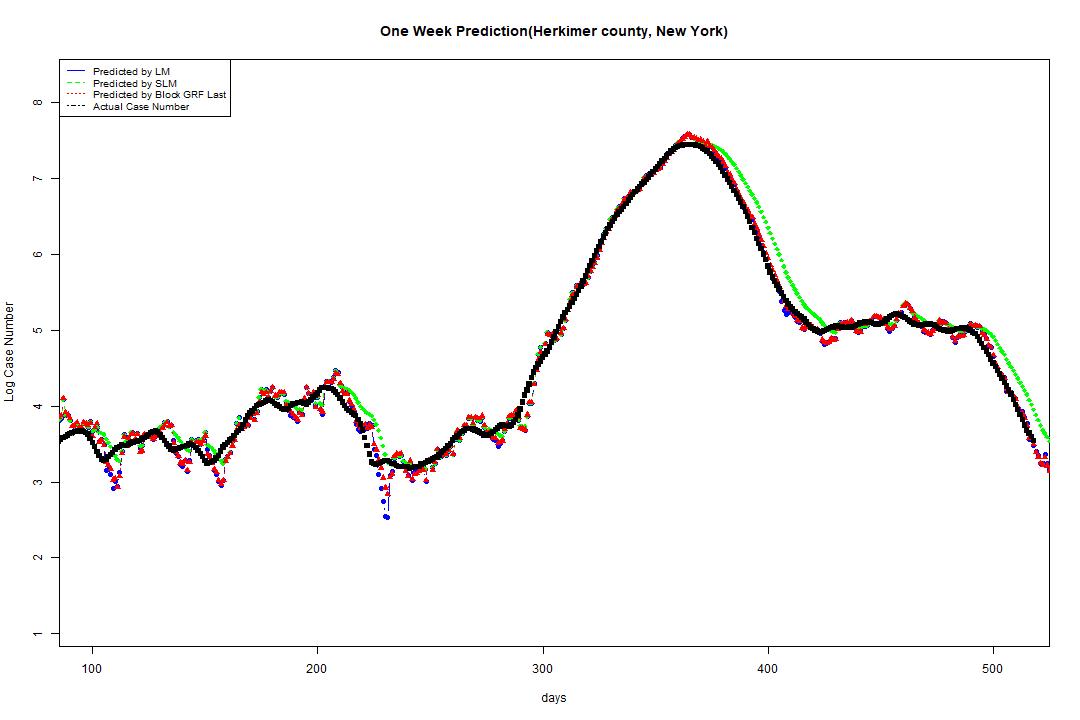 One Week Prediction(Herkimer county, New York)
Predicted by LM
Predicted by SLM
Predicted by Block GRF Last
Actual Case Number
Log Case Number
8
7
6
5
4
3
2
1
100 200 300 400 500
days